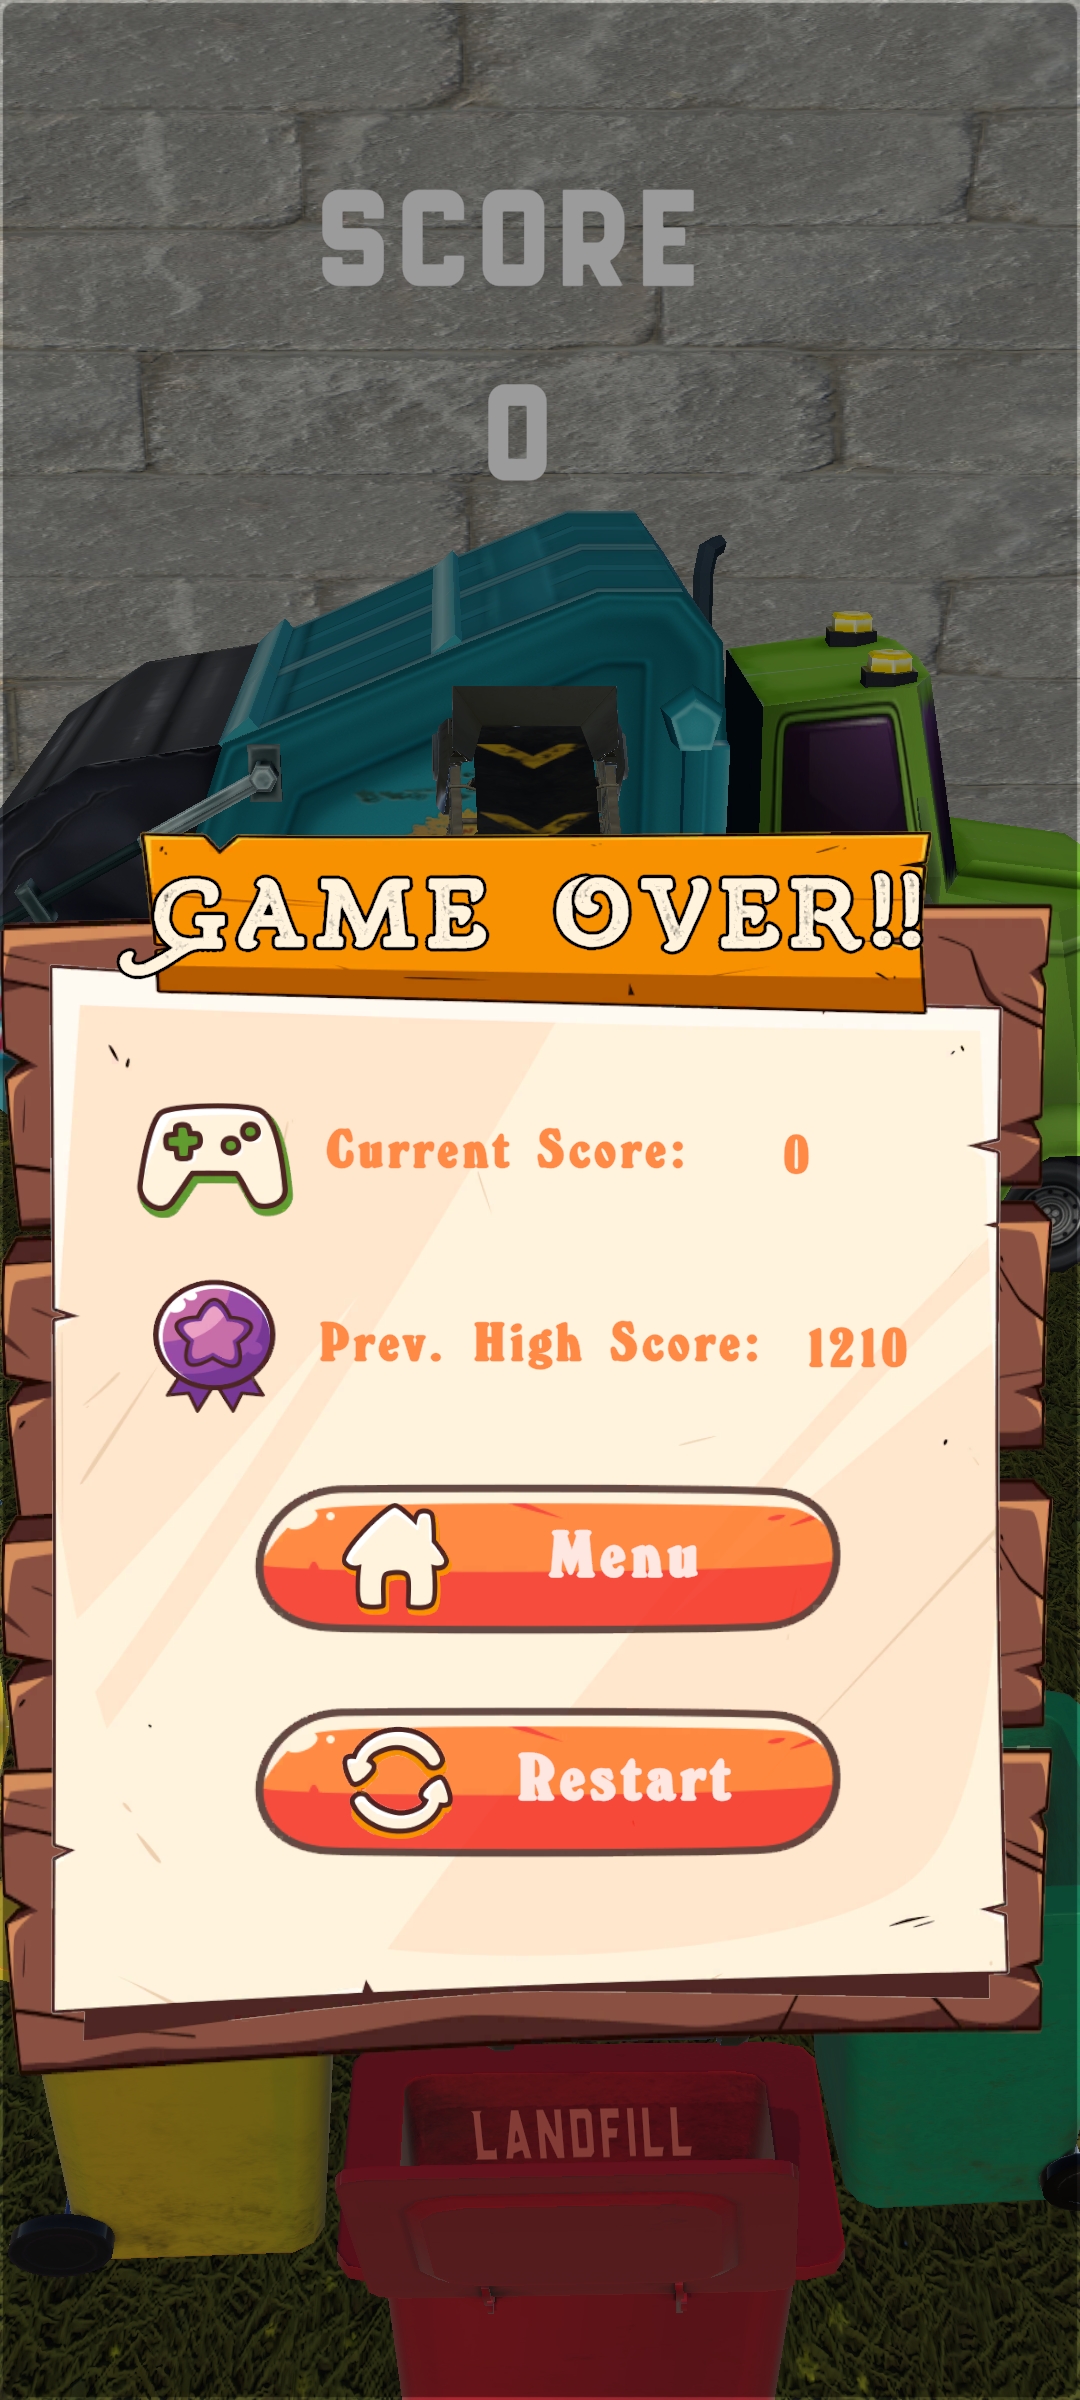 SCORE
0
GAME OVER!!
Current Score: 0
Prev. High Score: 1210
Menu
Restart
LANDFILL